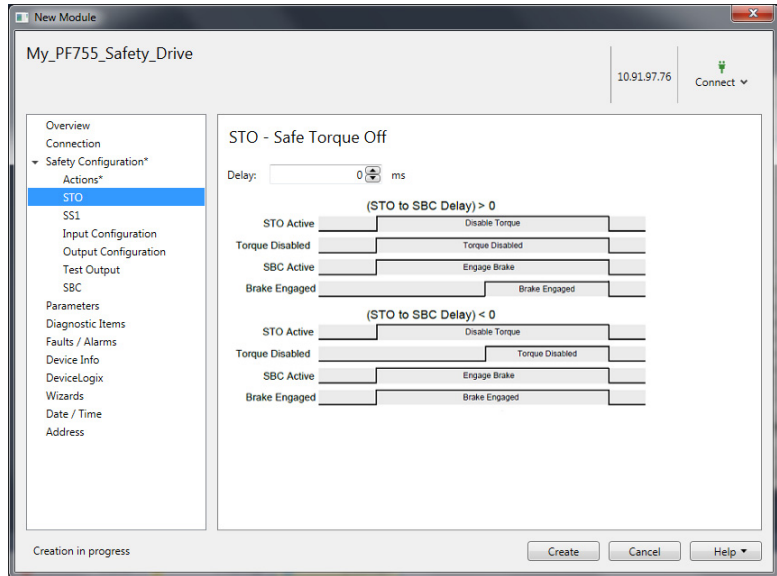 New Module
My_PF755_Safety_Drive
10.91.97.76
Connect
Overview
Connection
Safety Configuration*
Actions*
STO
SS1
Input Configuration
Output Configuration
Test Output
SBC
Parameters
Diagnostic Items
Faults / Alarms
Device Info
DeviceLogix
Wizards
Date / Time
Address
STO - Safe Torque Off
Delay: 0 ms
(STO to SBC Delay) > 0
STO Active Disable Torque
Torque Disabled Torque Disabled
SBC Active Engage Brake
Brake Engaged Brake Engaged
(STO to SBC Delay) < 0
STO Active Disable Torque
Torque Disabled Torque Disabled
SBC Active Engage Brake
Brake Engaged Brake Engaged
Creation in progress
Create Cancel Help